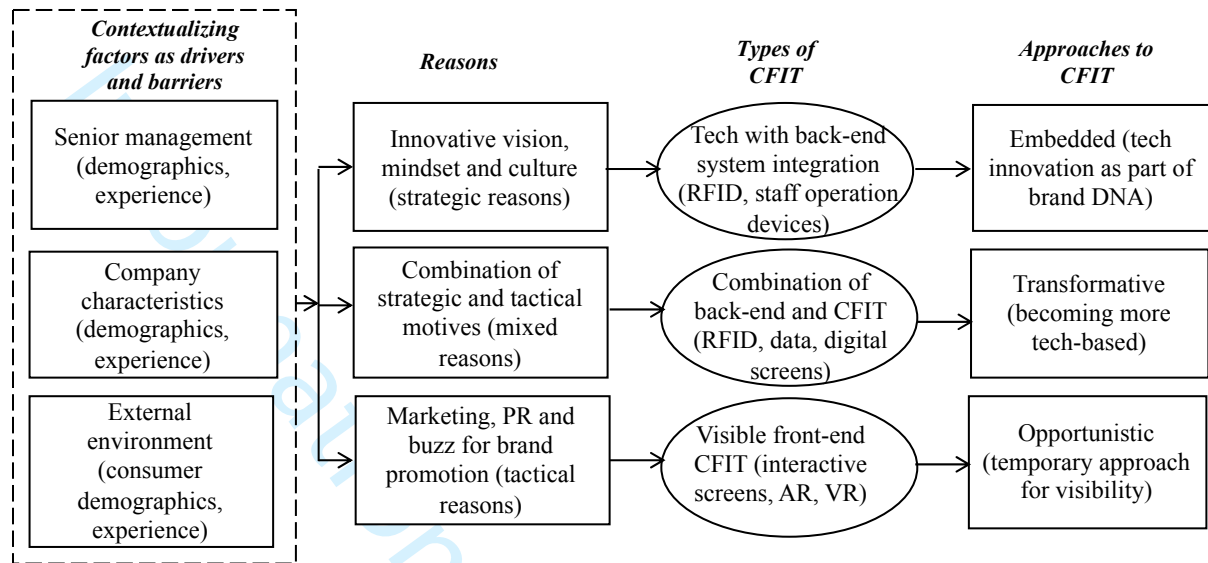 Contextualizing
factors as drivers
and barriers
Reasons
Types of
CFIT
Approaches to
CFIT
Senior management
(demographics,
experience)
Innovative vision,
mindset and culture
(strategic reasons)
Tech with back-end
system integration
(RFID, staff operation
devices)
Embedded (tech
innovation as part of
brand DNA)
Company
characteristics
(demographics,
experience)
Combination of
strategic and tactical
motives (mixed
reasons)
Combination of
back-end and CFIT
(RFID, data, digital
screens)
Transformative
(becoming more
tech-based)
External
environment
(consumer
demographics,
experience)
Marketing, PR and
buzz for brand
promotion (tactical
reasons)
Visible front-end
CFIT (interactive
screens, AR, VR)
Opportunistic
(temporary approach
for visibility)